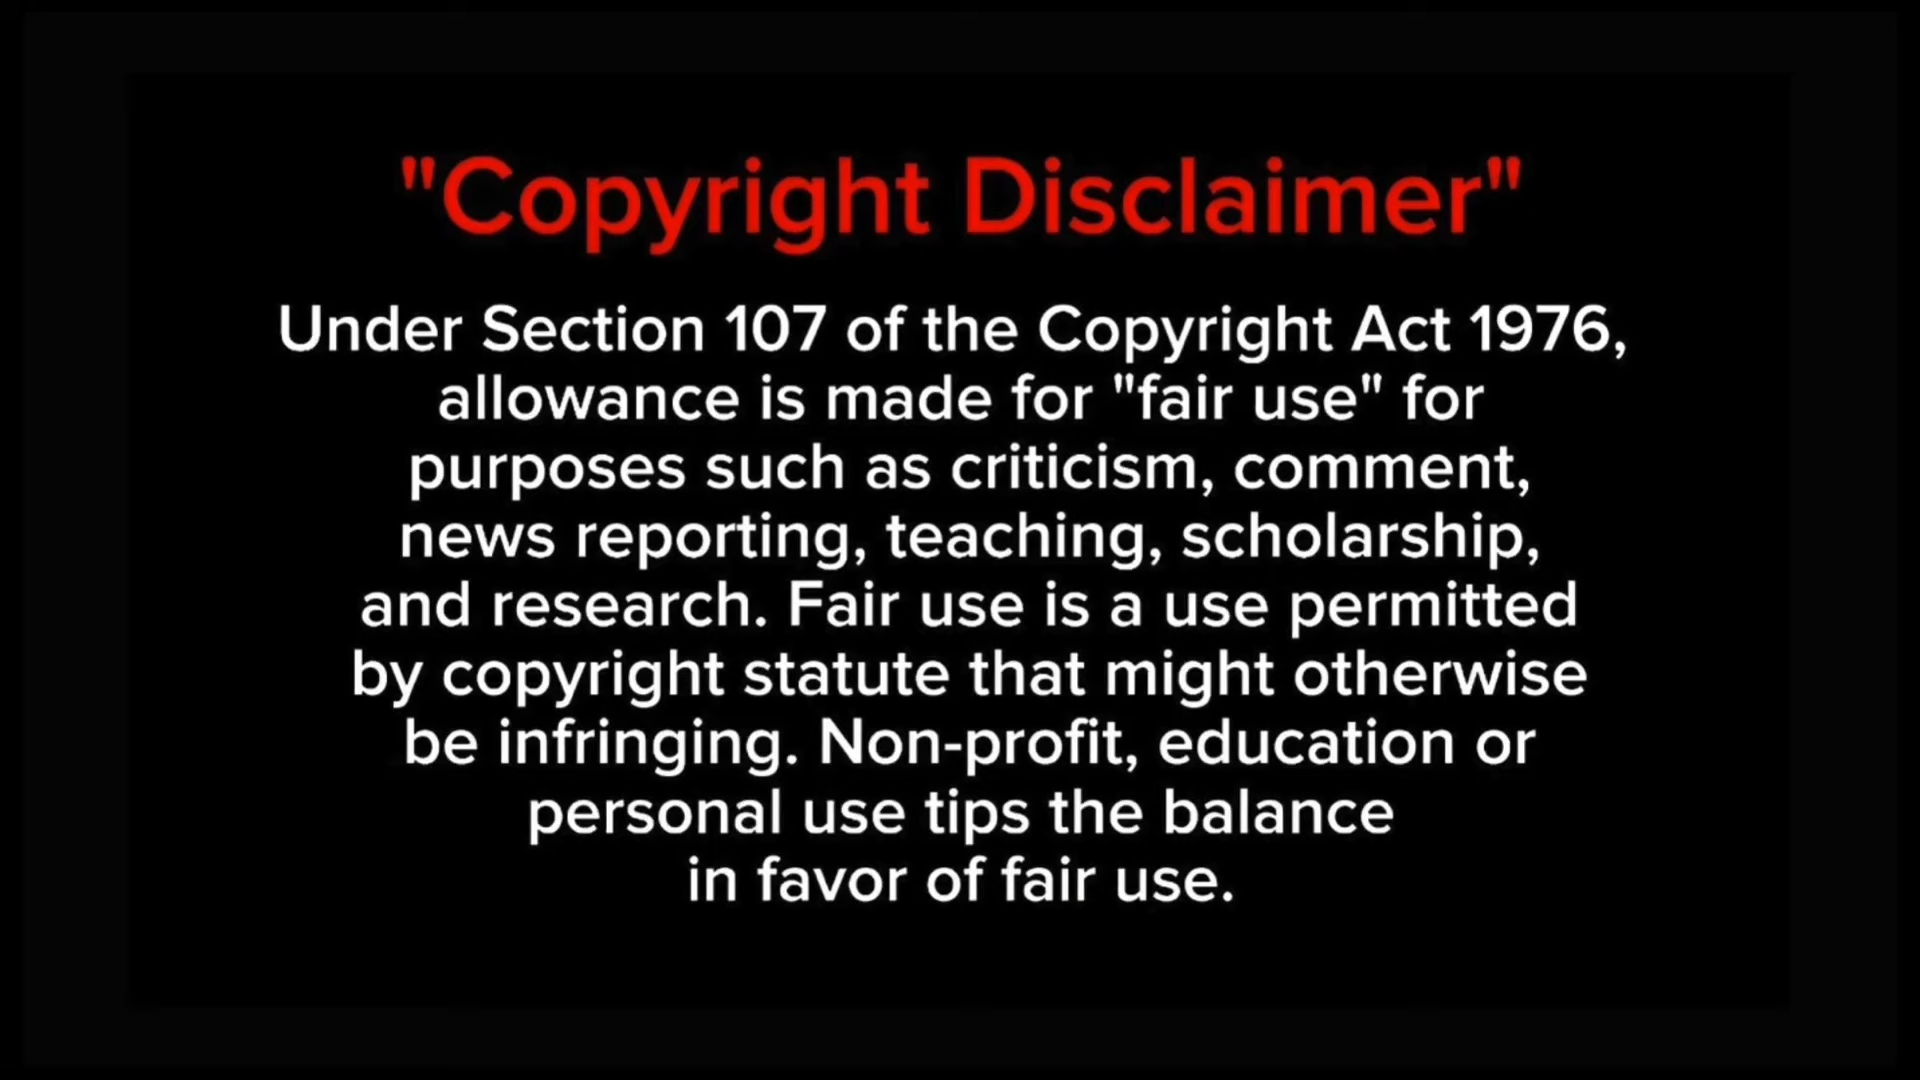 "Copyright Disclaimer"
Under Section 107 of the Copyright Act 1976,
allowance is made for "fair use" for
purposes such as criticism, comment,
news reporting, teaching, scholarship,
and research. Fair use is a use permitted
by copyright statute that might otherwise
be infringing. Non-profit, education or
personal use tips the balance
in favor of fair use.